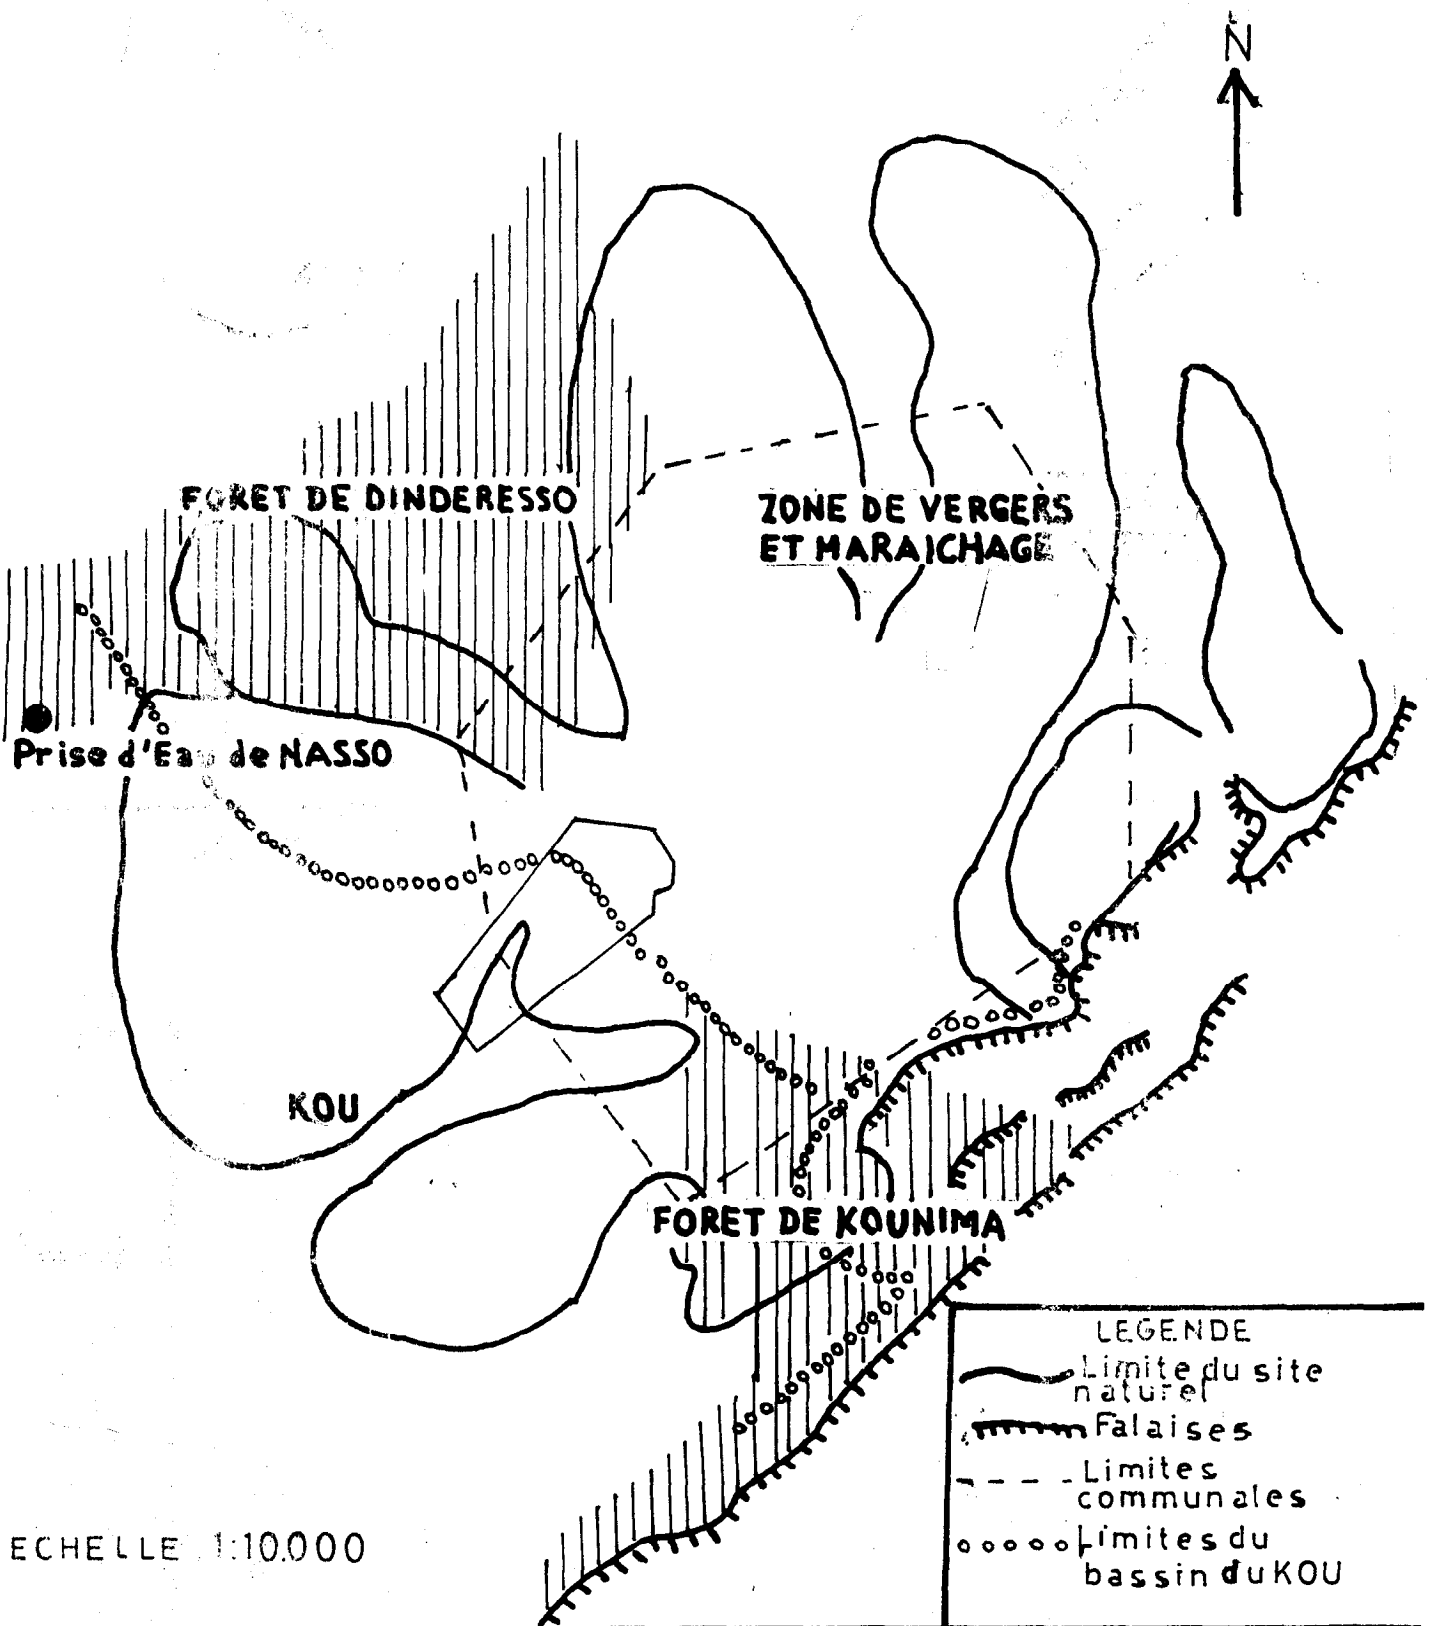 N
FORET DE DINDERESSO
ZONE DE VERGERS
ET MARAICHAGE
Prise d'Eau de NASSO
KOU
FORET DE KOUNIMA
LEGENDE
Limite du site
naturel
Falaises
Limites
communales
Limites du
bassin du KOU
ECHELLE 1:10.000